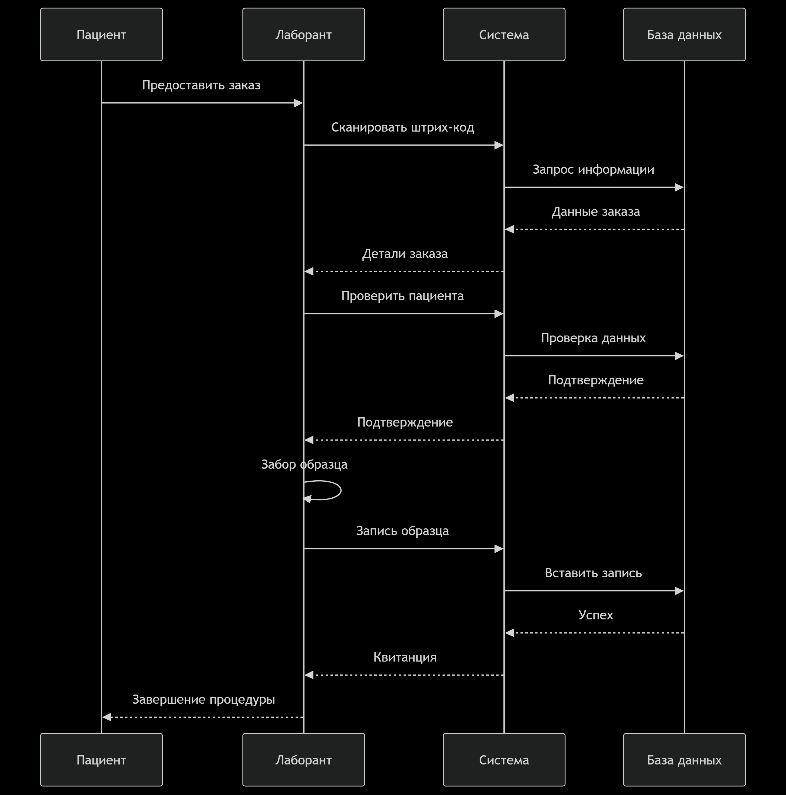 Пациент
Лаборант
Система
База данных
Предоставить заказ
Сканировать штрих-код
Запрос информации
Данные заказа
Детали заказа
Проверить пациента
Проверка данных
Подтверждение
Подтверждение
Забор образца
Запись образца
Вставить запись
Успех
Квитанция
Завершение процедуры
Пациент
Лаборант
Система
База данных